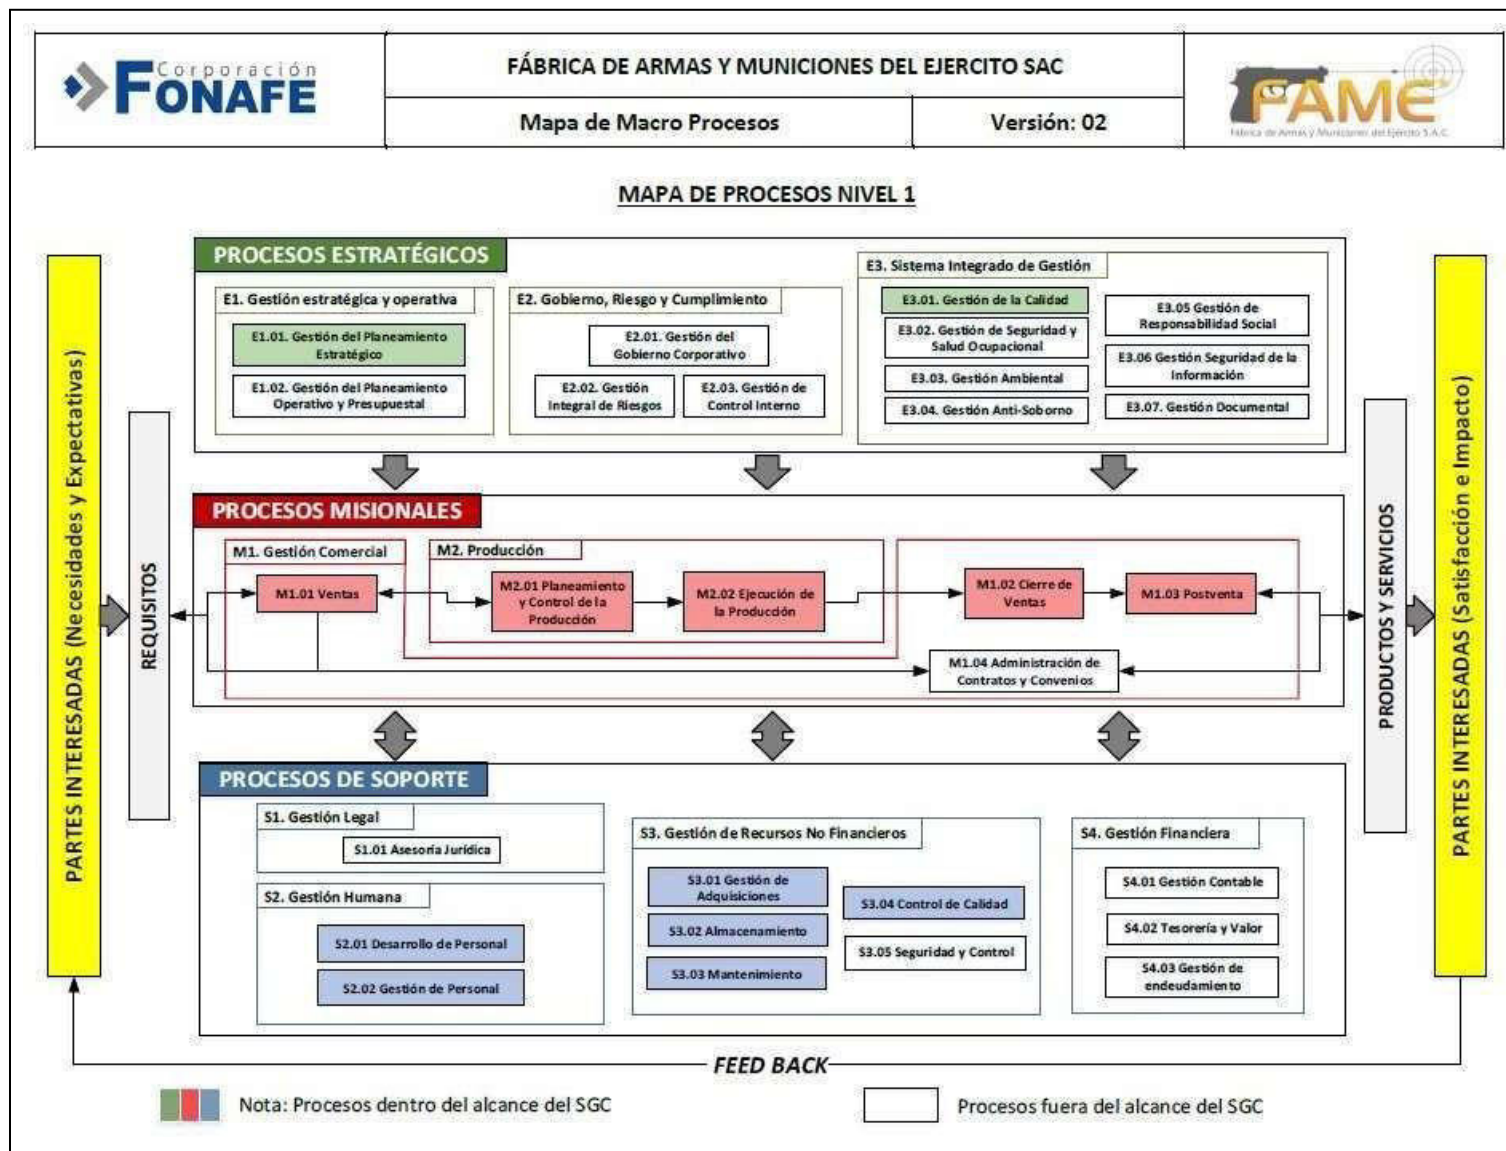 Corporación
FONAFE
FÁBRICA DE ARMAS Y MUNICIONES DEL EJERCITO SAC
Mapa de Macro Procesos
Versión: 02
FAME
Fábrica de Armas y Municiones del Ejército S.A.C.
MAPA DE PROCESOS NIVEL 1
PARTES INTERESADAS (Necesidades y Expectativas)
REQUISITOS
PROCESOS ESTRATÉGICOS
E1. Gestión estratégica y operativa
E1.01. Gestión del Planeamiento
Estratégico
E1.02. Gestión del Planeamiento
Operativo y Presupuestal
E2. Gobierno, Riesgo y Cumplimiento
E2.01. Gestión del
Gobierno Corporativo
E2.02. Gestión
Integral de Riesgos
E2.03. Gestión de
Control Interno
E3. Sistema Integrado de Gestión
E3.01. Gestión de la Calidad
E3.02. Gestión de Seguridad y
Salud Ocupacional
E3.03. Gestión Ambiental
E3.04. Gestión Anti-Soborno
E3.05 Gestión de
Responsabilidad Social
E3.06 Gestión Seguridad de la
Información
E3.07. Gestión Documental
PROCESOS MISIONALES
M1. Gestión Comercial
M1.01 Ventas
M2. Producción
M2.01 Planeamiento
y Control de la
Producción
M2.02 Ejecución de
la Producción
M1.02 Cierre de
Ventas
M1.03 Postventa
M1.04 Administración de
Contratos y Convenios
PROCESOS DE SOPORTE
S1. Gestión Legal
S1.01 Asesoría Jurídica
S2. Gestión Humana
S2.01 Desarrollo de Personal
S2.02 Gestión de Personal
S3. Gestión de Recursos No Financieros
S3.01 Gestión de
Adquisiciones
S3.02 Almacenamiento
S3.03 Mantenimiento
S3.04 Control de Calidad
S3.05 Seguridad y Control
S4. Gestión Financiera
S4.01 Gestión Contable
S4.02 Tesorería y Valor
S4.03 Gestión de
endeudamiento
PRODUCTOS Y SERVICIOS
PARTES INTERESADAS (Satisfacción e Impacto)
FEED BACK
Nota: Procesos dentro del alcance del SGC
Procesos fuera del alcance del SGC